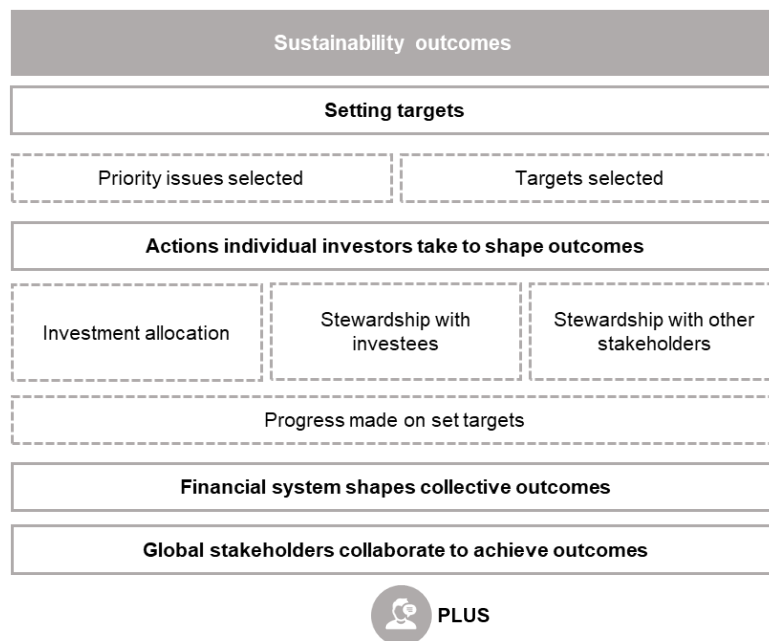 Sustainability outcomes
Setting targets
Priority issues selected
Targets selected
Actions individual investors take to shape outcomes
Investment allocation
Stewardship with
investees
Stewardship with other
stakeholders
Progress made on set targets
Financial system shapes collective outcomes
Global stakeholders collaborate to achieve outcomes
PLUS